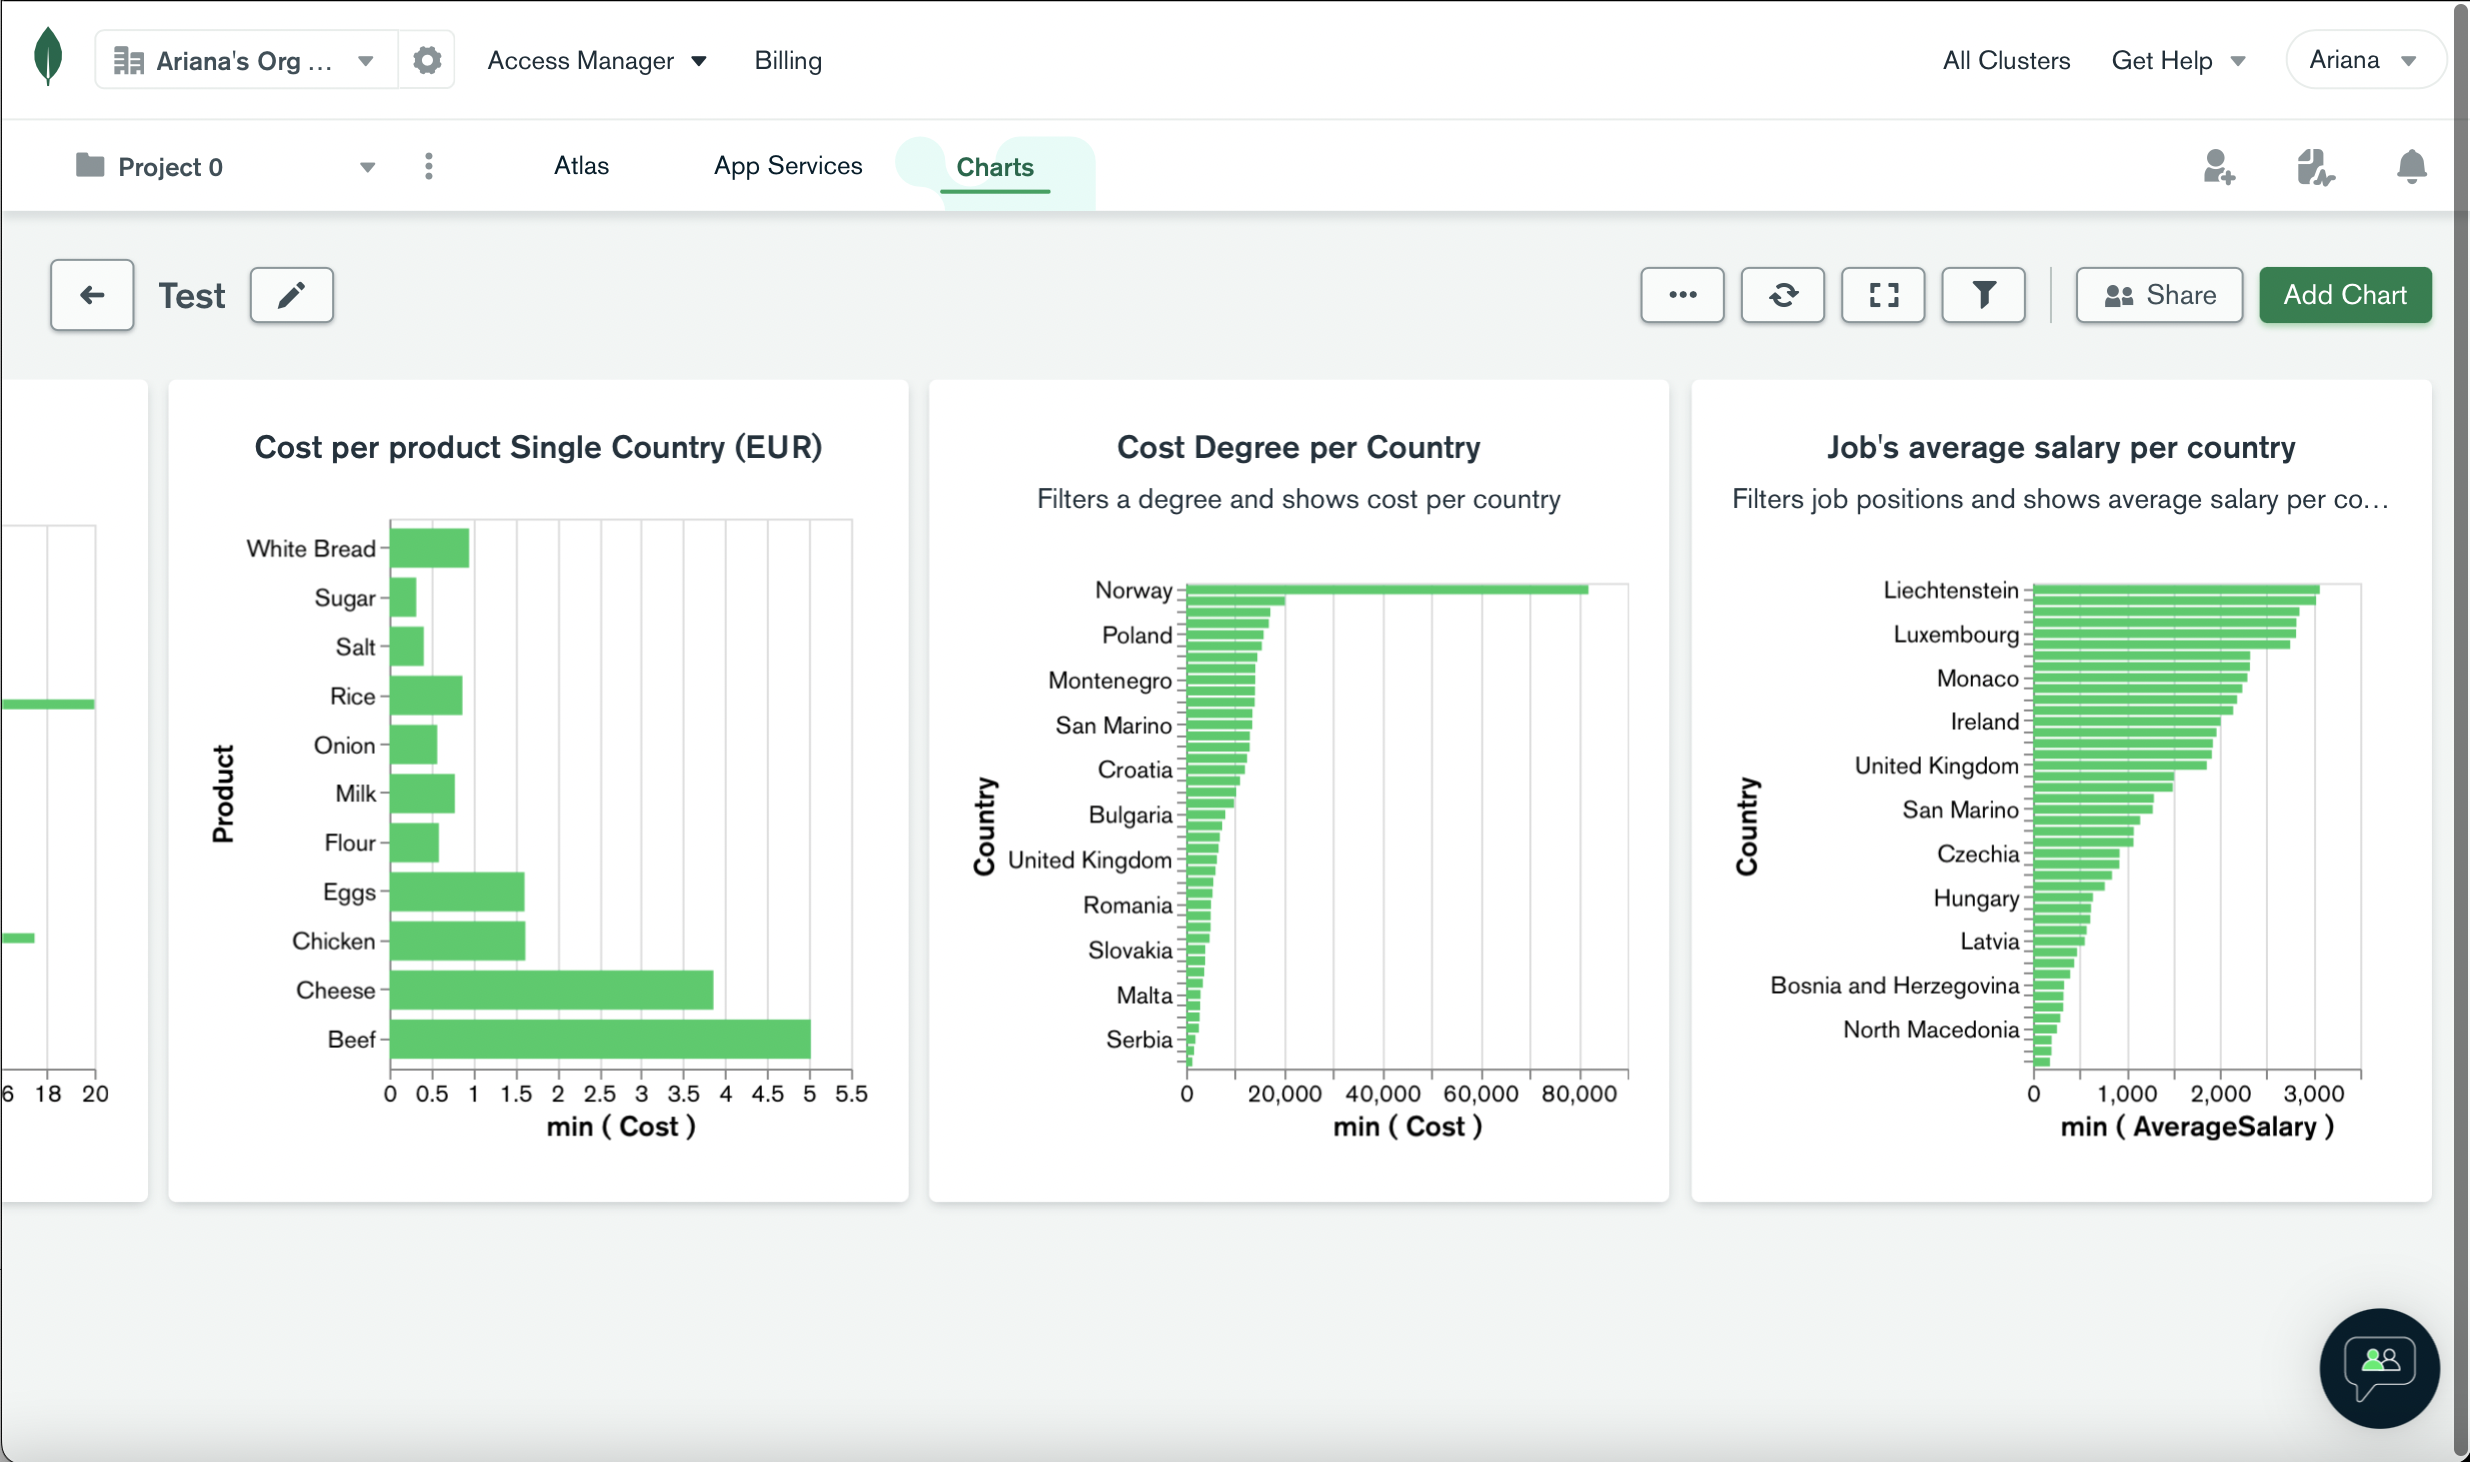 Ariana's Org ...
Access Manager
Billing
All Clusters
Get Help
Ariana
Project 0
Atlas
App Services
Charts
Test
Share
Add Chart
6 18 20
Cost per product Single Country (EUR)
Product
White Bread
Sugar
Salt
Rice
Onion
Milk
Flour
Eggs
Chicken
Cheese
Beef
0 0.5 1 1.5 2 2.5 3 3.5 4 4.5 5 5.5
min ( Cost )
Cost Degree per Country
Filters a degree and shows cost per country
Country
Norway
Poland
Montenegro
San Marino
Croatia
Bulgaria
United Kingdom
Romania
Slovakia
Malta
Serbia
0 20,000 40,000 60,000 80,000
min ( Cost )
Job's average salary per country
Filters job positions and shows average salary per co...
Country
Liechtenstein
Luxembourg
Monaco
Ireland
United Kingdom
San Marino
Czechia
Hungary
Latvia
Bosnia and Herzegovina
North Macedonia
0 1,000 2,000 3,000
min ( AverageSalary )